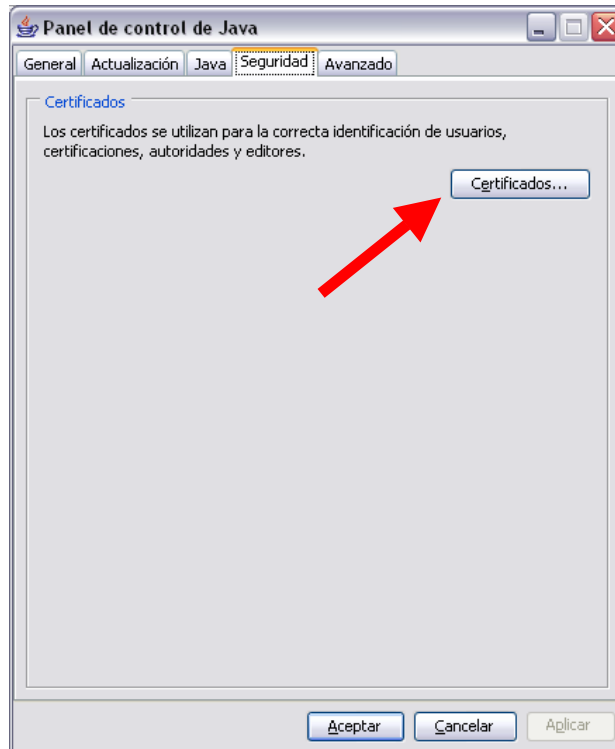 Panel de control de Java
General Actualización Java Seguridad Avanzado
Certificados
Los certificados se utilizan para la correcta identificación de usuarios,
certificaciones, autoridades y editores.
Certificados...
Aceptar Cancelar Aplicar